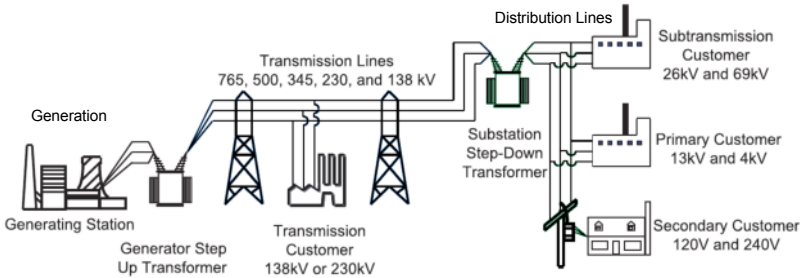 Distribution Lines
Subtransmission
Customer
26kV and 69kV
Transmission Lines
765, 500, 345, 230, and 138 kV
Generation
Substation
Step-Down
Transformer
Primary Customer
13kV and 4kV
Generating Station
Generator Step
Up Transformer
Transmission
Customer
138kV or 230kV
Secondary Customer
120V and 240V